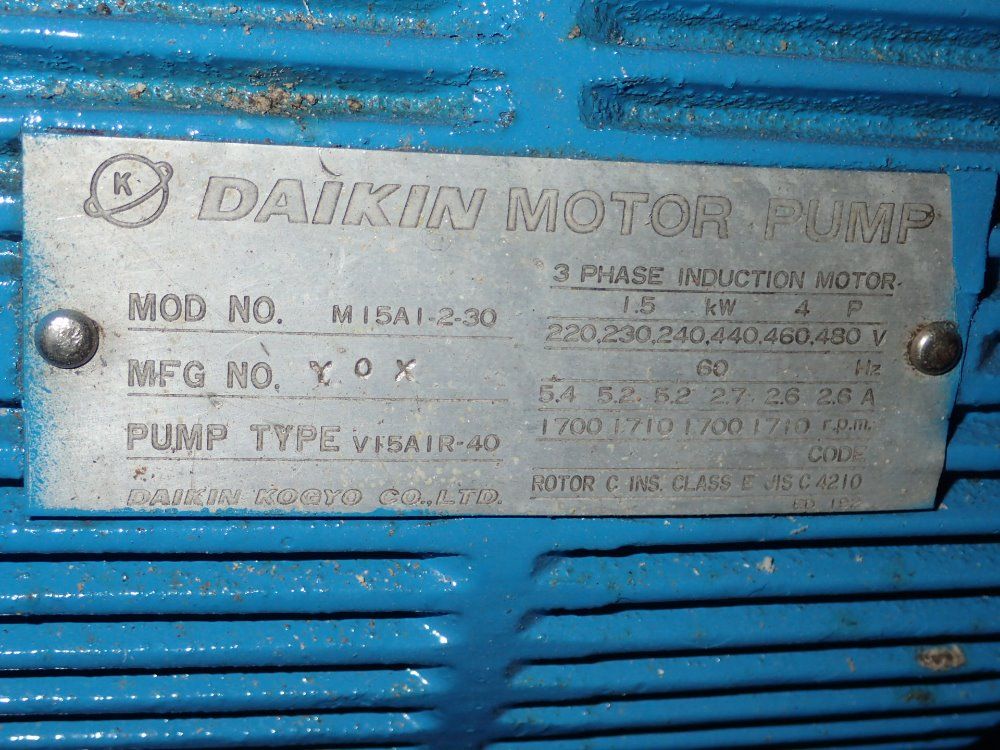 K DAIKIN MOTOR PUMP
3 PHASE INDUCTION MOTOR
MOD NO. M15A1-2-30
1.5 kW 4 P
220,230,240,440,460,480 V
MFG NO. Y O X
60 Hz
5.4 5.2 5.2 2.7 2.6 2.6 A
PUMP TYPE V15A1R-40
1700 1710 1700 1710 r.p.m.
CODE
DAIKIN KOGYO CO.,LTD.
ROTOR C INS. CLASS E JIS C 4210